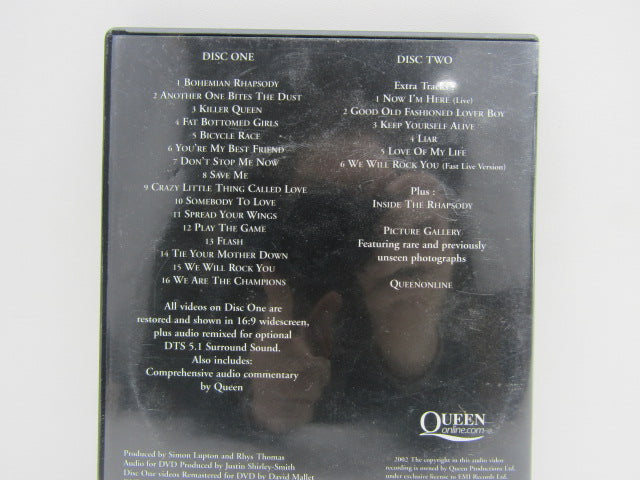 DISC ONE
1 BOHEMIAN RHAPSODY
2 ANOTHER ONE BITES THE DUST
3 KILLER QUEEN
4 FAT BOTTOMED GIRLS
5 BICYCLE RACE
6 YOU'RE MY BEST FRIEND
7 DON'T STOP ME NOW
8 SAVE ME
9 CRAZY LITTLE THING CALLED LOVE
10 SOMEBODY TO LOVE
11 SPREAD YOUR WINGS
12 PLAY THE GAME
13 FLASH
14 TIE YOUR MOTHER DOWN
15 WE WILL ROCK YOU
16 WE ARE THE CHAMPIONS
All videos on Disc One are
restored and shown in 16:9 widescreen,
plus audio remixed for optional
DTS 5.1 Surround Sound.
Also includes:
Comprehensive audio commentary
by Queen
DISC TWO
Extra Tracks
1 NOW I'M HERE (Live)
2 GOOD OLD FASHIONED LOVER BOY
3 KEEP YOURSELF ALIVE
4 LIAR
5 LOVE OF MY LIFE
6 WE WILL ROCK YOU (Fast Live Version)
Plus :
INSIDE THE RHAPSODY
PICTURE GALLERY
Featuring rare and previously
unseen photographs
QUEENONLINE
QUEEN
online.com
Produced by Simon Lupton and Rhys Thomas
Audio for DVD Produced by Justin Shirley-Smith
Disc One videos Remastered for DVD by David Mallet
2002 The copyright in this audio video
recording is owned by Queen Productions Ltd.
under exclusive license to EMI Records Ltd.